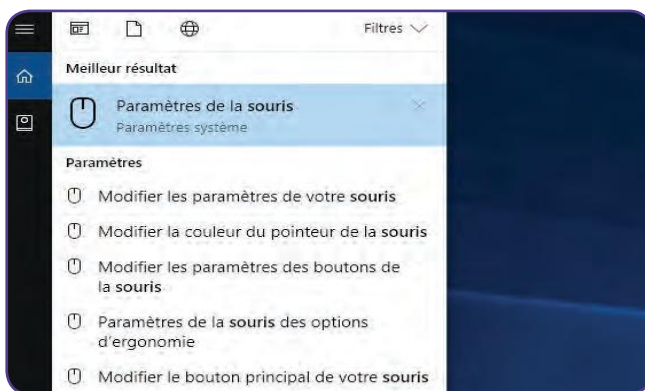 Filtres
Meilleur résultat
Paramètres de la souris
Paramètres système
Paramètres
Modifier les paramètres de votre souris
Modifier la couleur du pointeur de la souris
Modifier les paramètres des boutons de
la souris
Paramètres de la souris des options
d'ergonomie
Modifier le bouton principal de votre souris